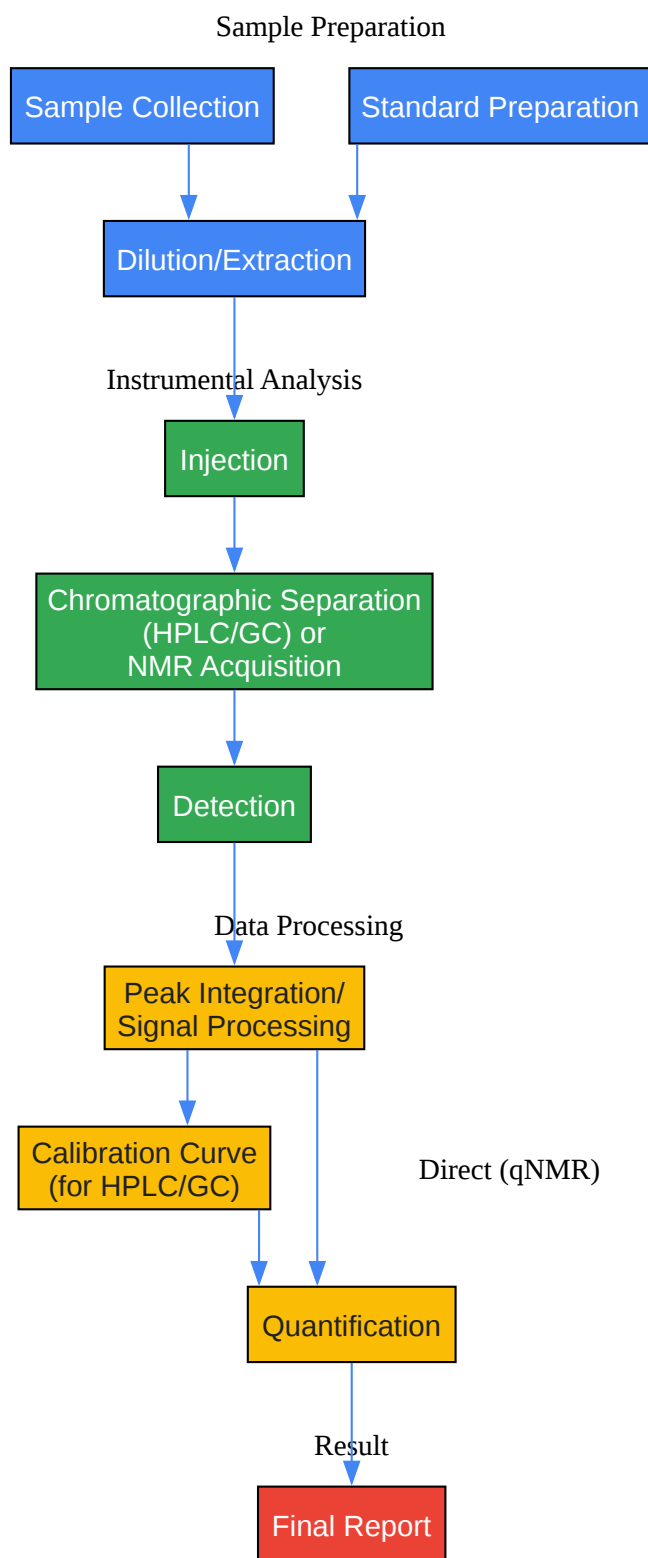 Sample Preparation
Sample Collection
Standard Preparation
Dilution/Extraction
Instrumental Analysis
Injection
Chromatographic Separation
(HPLC/GC) or
NMR Acquisition
Detection
Data Processing
Peak Integration/
Signal Processing
Calibration Curve
(for HPLC/GC)
Direct (qNMR)
Quantification
Result
Final Report